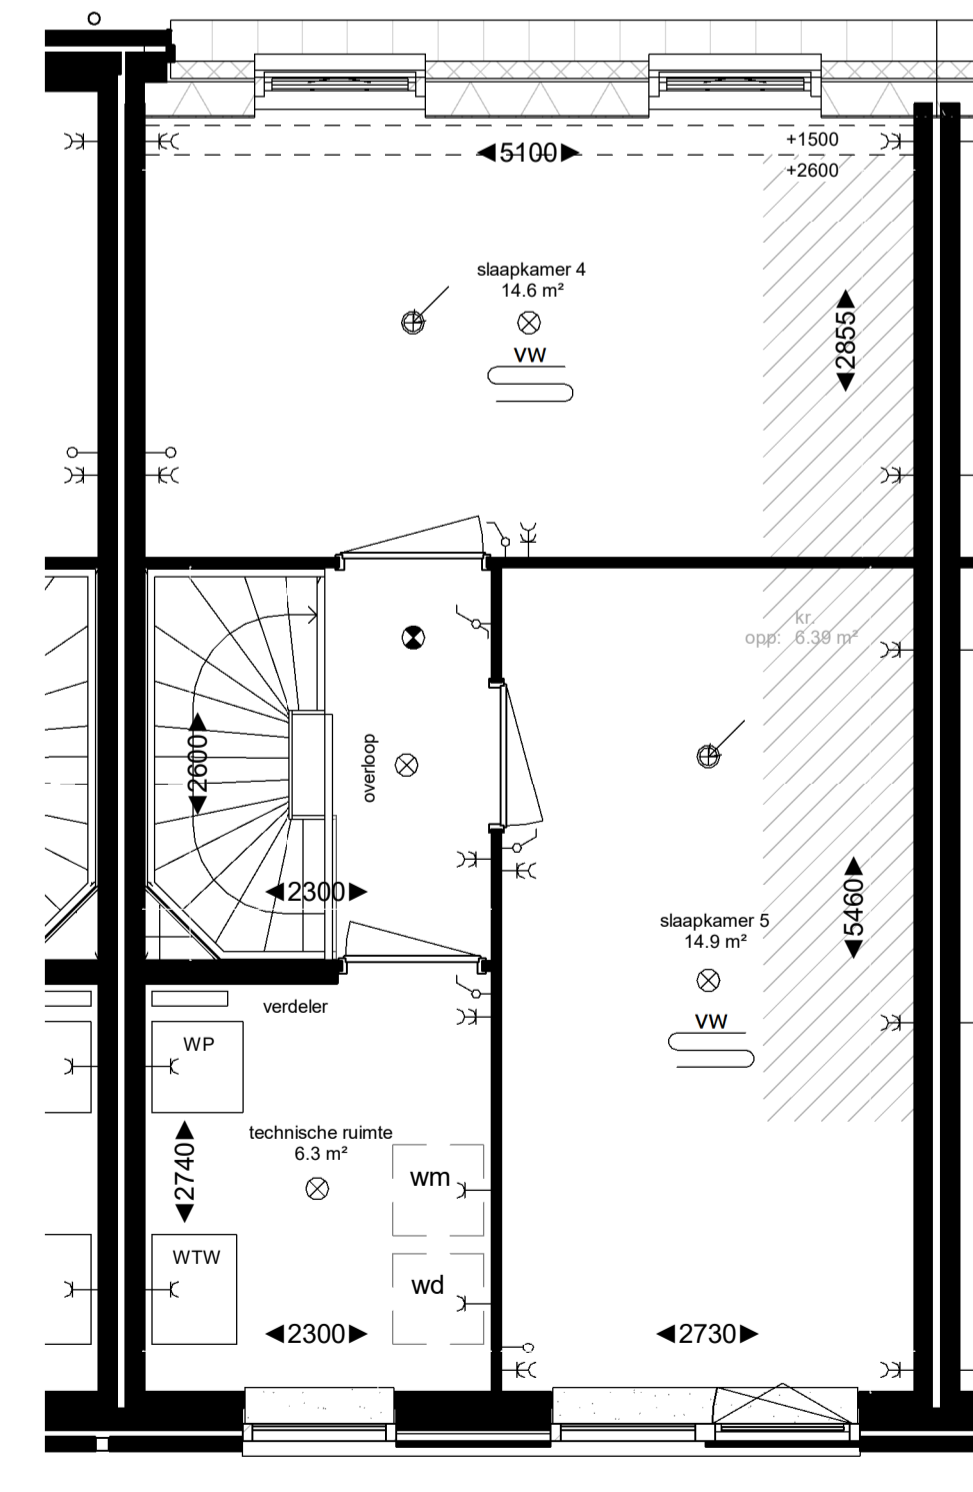 +1500
5100
+2600
slaapkamer 4
14.6 m²
2855
VW
kr.
opp: 6.39 m²
overloop
2600
2300
5460
slaapkamer 5
14.9 m²
verdeler
VW
WP
technische ruimte
6.3 m²
2740
wm
WTW
wd
2300
2730